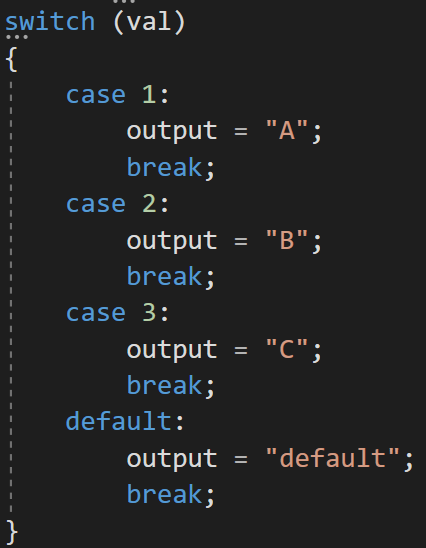 switch (val)
{
    case 1:
        output = "A";
        break;
    case 2:
        output = "B";
        break;
    case 3:
        output = "C";
        break;
    default:
        output = "default";
        break;
}